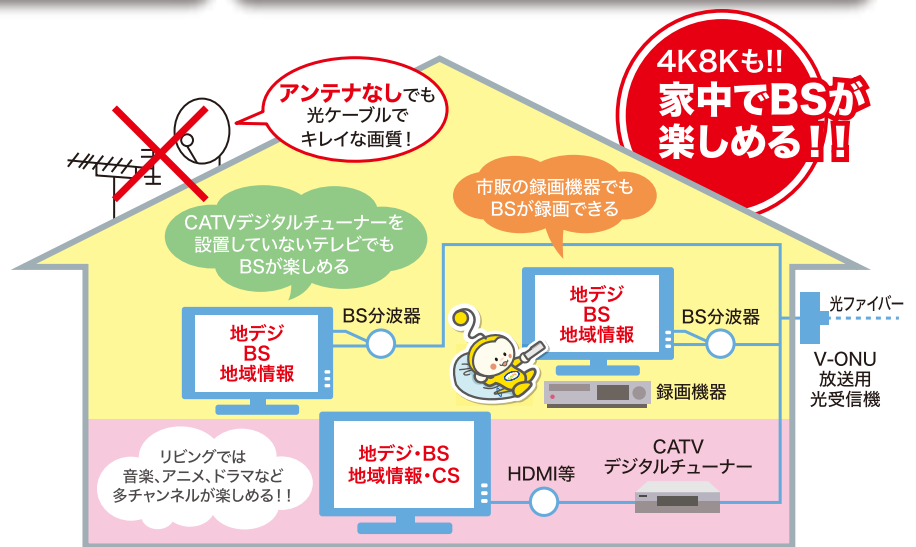 4K8Kも!!
家中でBSが
楽しめる!!
アンテナなしでも
光ケーブルで
キレイな画質!
市販の録画機器でも
BSが録画できる
CATVデジタルチューナーを
設置していないテレビでも
BSが楽しめる
地デジ
BS
地域情報
BS分波器
地デジ
BS
地域情報
BS分波器
録画機器
光ファイバー
V-ONU
放送用
光受信機
リビングでは
音楽、アニメ、ドラマなど
多チャンネルが楽しめる!!
地デジ・BS
地域情報・CS
HDMI等
CATV
デジタルチューナー